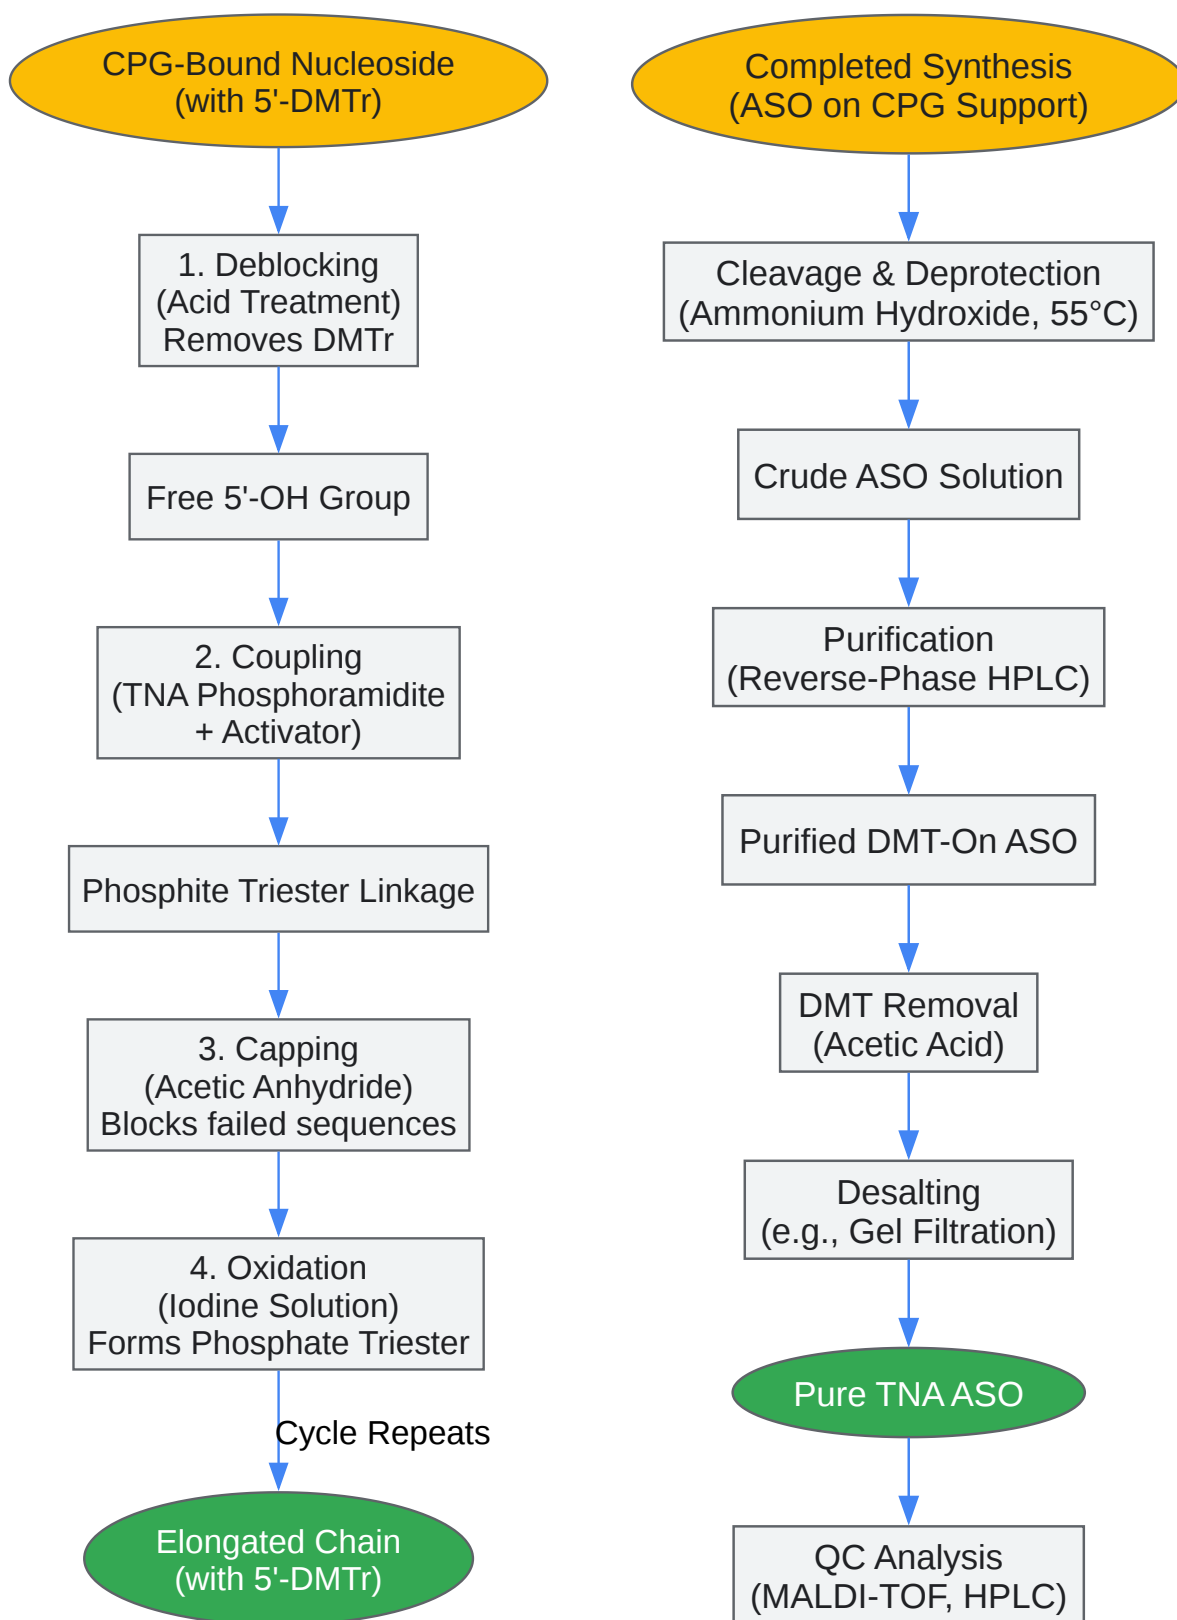 CPG-Bound Nucleoside
(with 5'-DMTr)
1. Deblocking
(Acid Treatment)
Removes DMTr
Free 5'-OH Group
2. Coupling
(TNA Phosphoramidite
+ Activator)
Phosphite Triester Linkage
3. Capping
(Acetic Anhydride)
Blocks failed sequences
4. Oxidation
(Iodine Solution)
Forms Phosphate Triester
Cycle Repeats
Elongated Chain
(with 5'-DMTr)
Completed Synthesis
(ASO on CPG Support)
Cleavage & Deprotection
(Ammonium Hydroxide, 55°C)
Crude ASO Solution
Purification
(Reverse-Phase HPLC)
Purified DMT-On ASO
DMT Removal
(Acetic Acid)
Desalting
(e.g., Gel Filtration)
Pure TNA ASO
QC Analysis
(MALDI-TOF, HPLC)